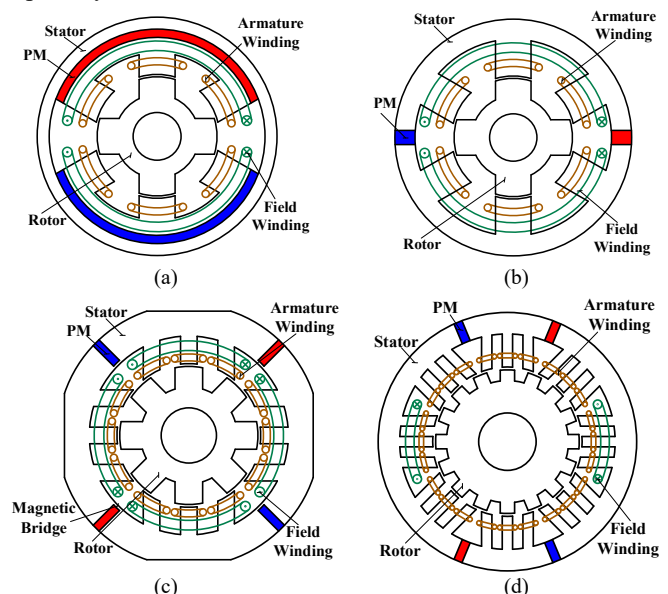 Stator
Armature
Winding
PM
Rotor
Field
Winding
(a)
Stator
Armature
Winding
PM
Rotor
Field
Winding
(b)
Stator
PM
Armature
Winding
Magnetic
Bridge
Rotor
Field
Winding
(c)
PM
Armature
Winding
Stator
Rotor
Field
Winding
(d)